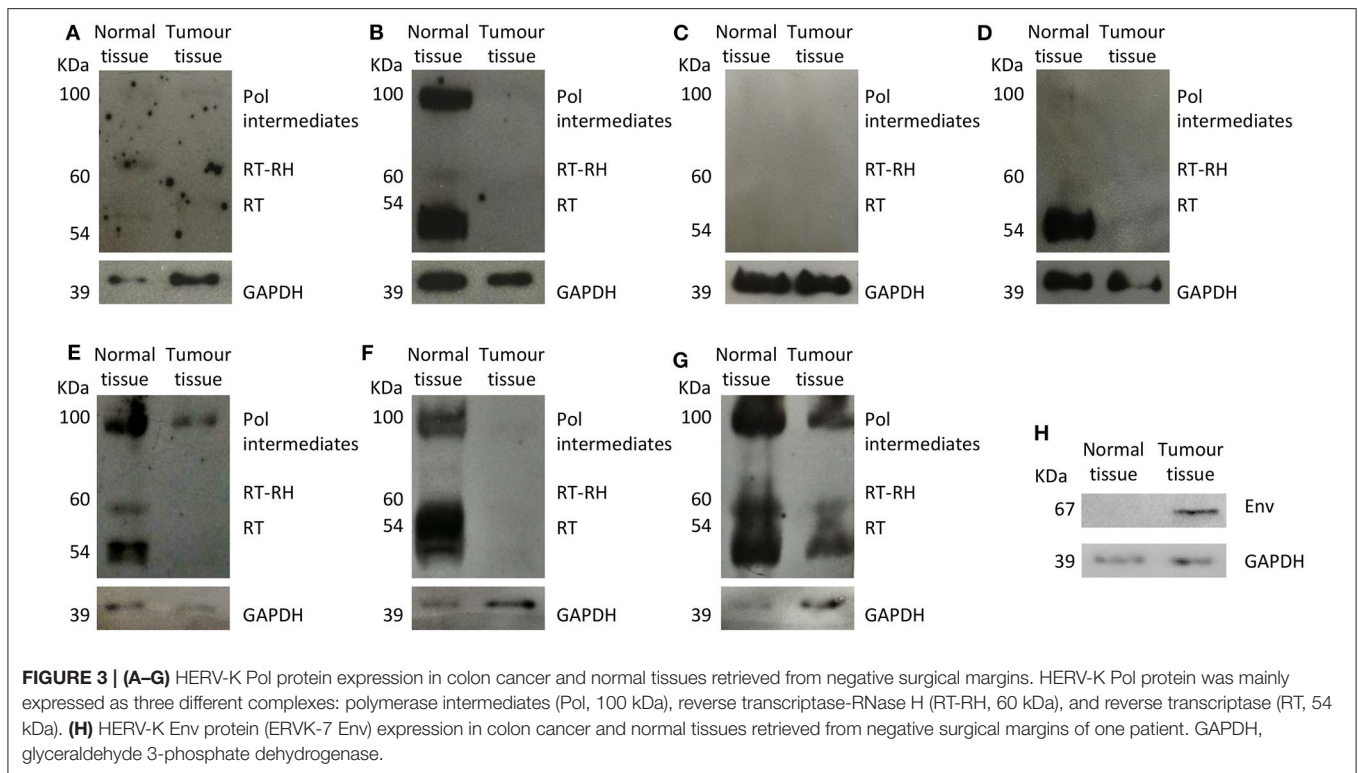 A Normal Tumour
tissue tissue
KDa
100
60
54
39
Pol
intermediates
RT-RH
RT
GAPDH
B Normal Tumour
tissue tissue
KDa
100
60
54
39
Pol
intermediates
RT-RH
RT
GAPDH
C Normal Tumour
tissue tissue
KDa
100
60
54
39
Pol
intermediates
RT-RH
RT
GAPDH
D Normal Tumour
tissue tissue
KDa
100
60
54
39
Pol
intermediates
RT-RH
RT
GAPDH
E Normal Tumour
tissue tissue
KDa
100
60
54
39
Pol
intermediates
RT-RH
RT
GAPDH
F Normal Tumour
tissue tissue
KDa
100
60
54
39
Pol
intermediates
RT-RH
RT
GAPDH
G Normal Tumour
tissue tissue
KDa
100
60
54
39
Pol
intermediates
RT-RH
RT
GAPDH
H
Normal Tumour
tissue tissue
KDa
67
Env
39
GAPDH
FIGURE 3 | (A–G) HERV-K Pol protein expression in colon cancer and normal tissues retrieved from negative surgical margins. HERV-K Pol protein was mainly
expressed as three different complexes: polymerase intermediates (Pol, 100 kDa), reverse transcriptase-RNase H (RT-RH, 60 kDa), and reverse transcriptase (RT, 54
kDa). (H) HERV-K Env protein (ERVK-7 Env) expression in colon cancer and normal tissues retrieved from negative surgical margins of one patient. GAPDH,
glyceraldehyde 3-phosphate dehydrogenase.